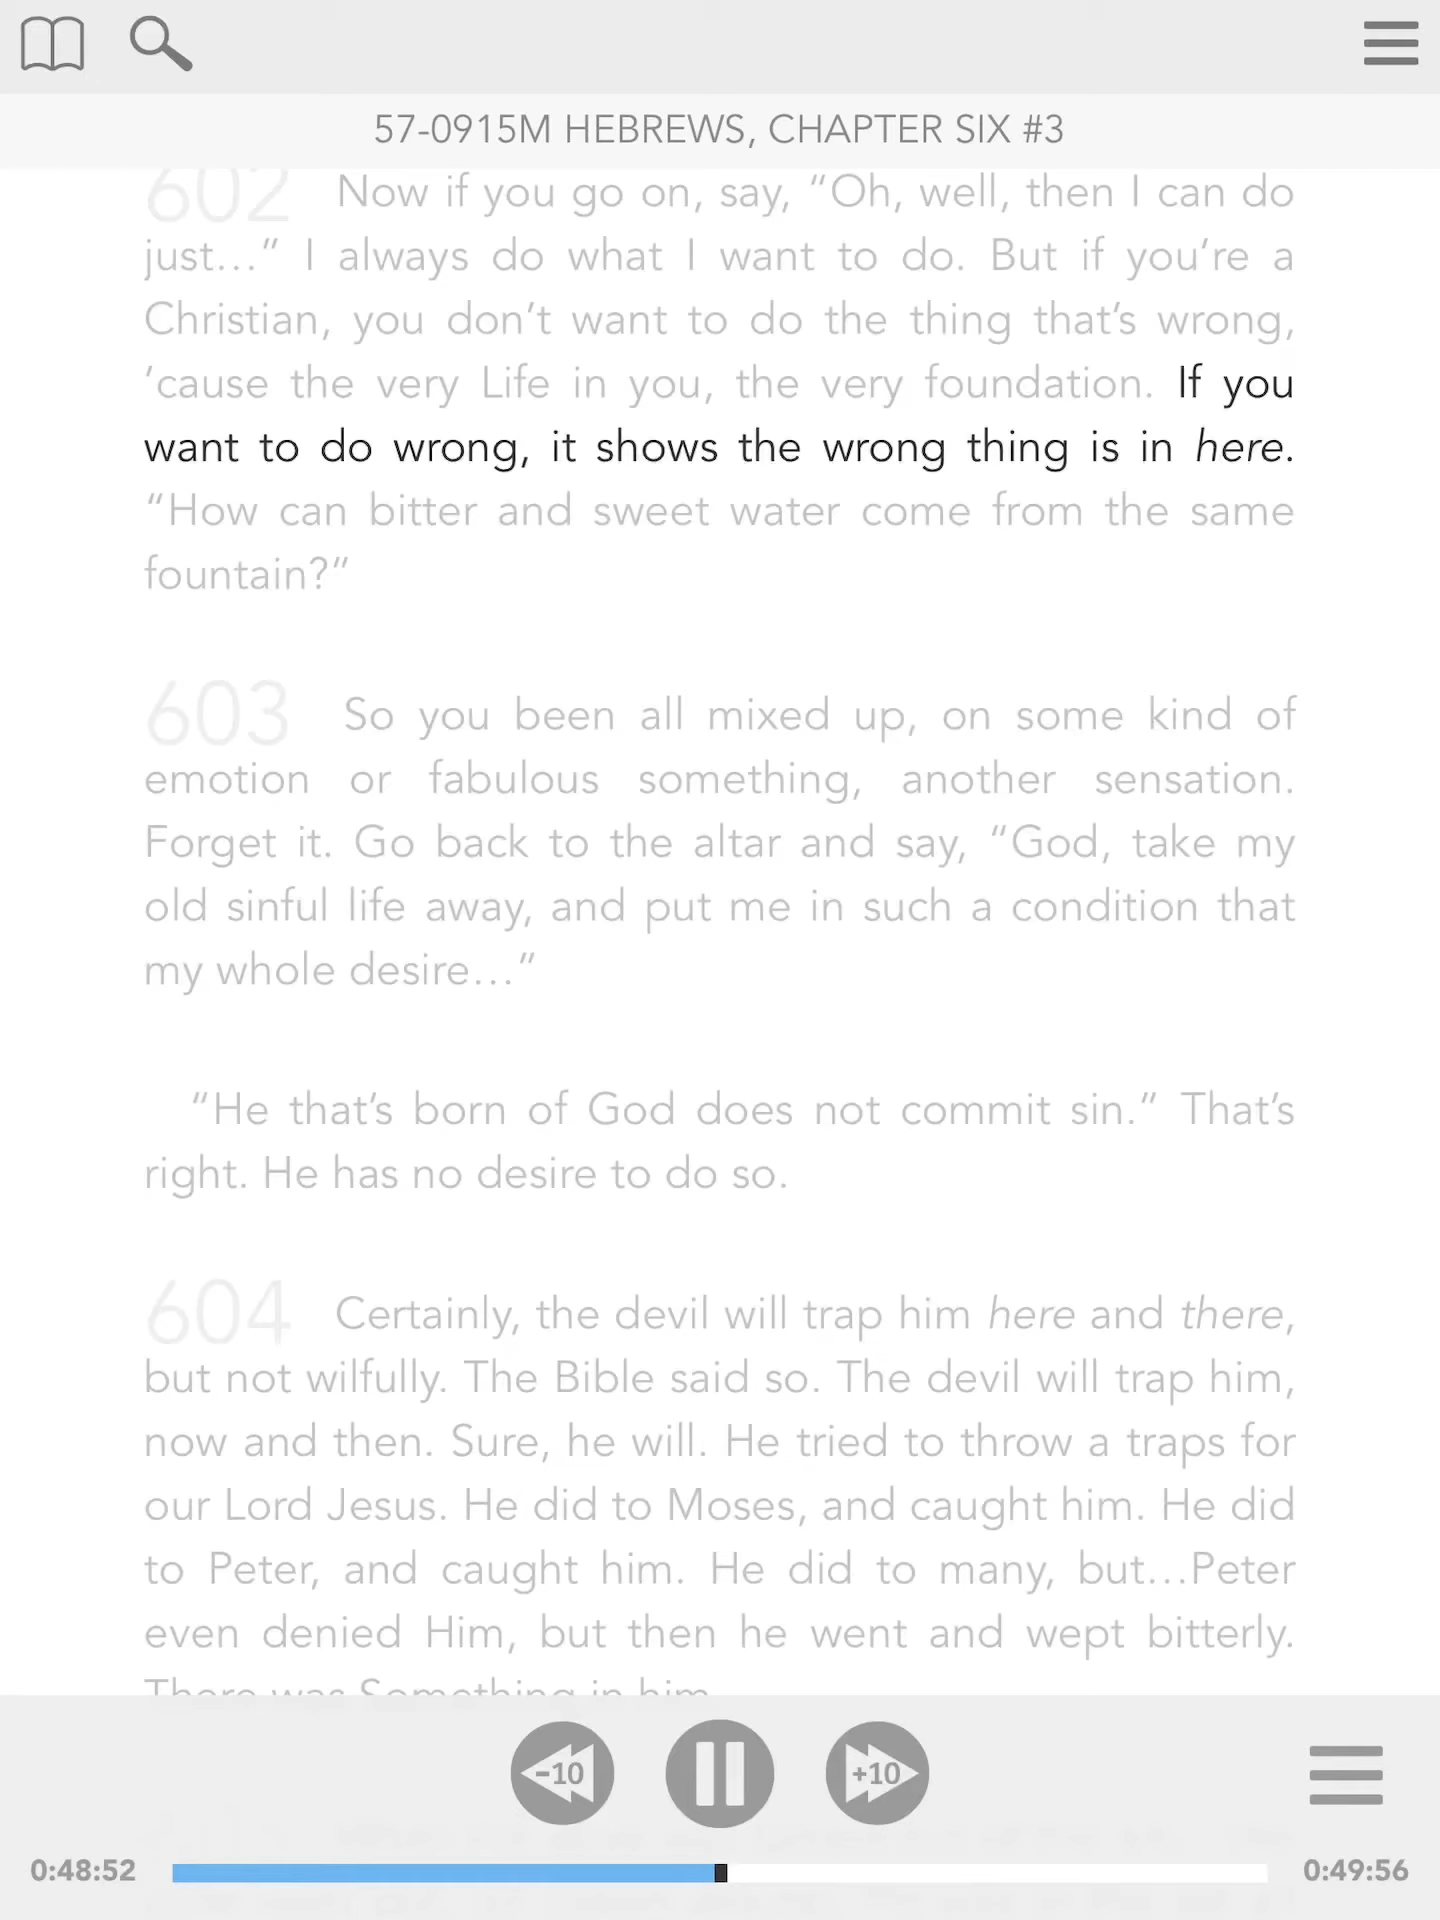 57-0915M HEBREWS, CHAPTER SIX #3
602 Now if you go on, say, “Oh, well, then I can do
just…” I always do what I want to do. But if you’re a
Christian, you don’t want to do the thing that’s wrong,
’cause the very Life in you, the very foundation. If you
want to do wrong, it shows the wrong thing is in here.
“How can bitter and sweet water come from the same
fountain?”
603 So you been all mixed up, on some kind of
emotion or fabulous something, another sensation.
Forget it. Go back to the altar and say, “God, take my
old sinful life away, and put me in such a condition that
my whole desire…”
“He that’s born of God does not commit sin.” That’s
right. He has no desire to do so.
604 Certainly, the devil will trap him here and there,
but not wilfully. The Bible said so. The devil will trap him,
now and then. Sure, he will. He tried to throw a traps for
our Lord Jesus. He did to Moses, and caught him. He did
to Peter, and caught him. He did to many, but…Peter
even denied Him, but then he went and wept bitterly.
There was Something in him
-10 +10
0:48:52 0:49:56